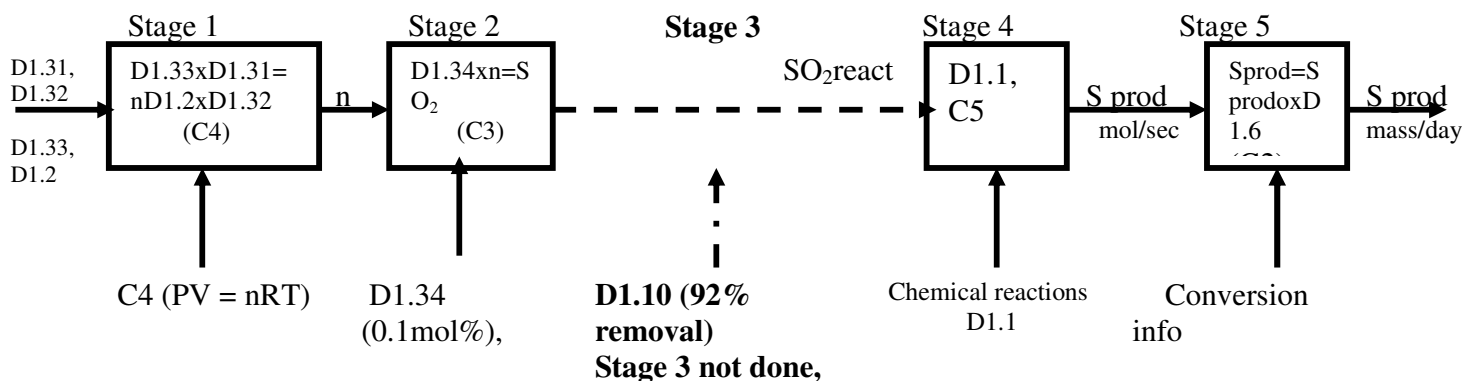 Stage 1
Stage 2
Stage 3
Stage 4
Stage 5
D1.31,
D1.32
D1.33,
D1.2
D1.33xD1.31=
nD1.2xD1.32
(C4)
n
D1.34xn=S
O₂
(C3)
SO₂react
D1.1,
C5
S prod
mol/sec
Sprod=S
prodoxD
1.6
S prod
mass/day
C4 (PV = nRT)
D1.34
(0.1mol%),
D1.10 (92%
removal)
Stage 3 not done,
Chemical reactions
D1.1
Conversion
info